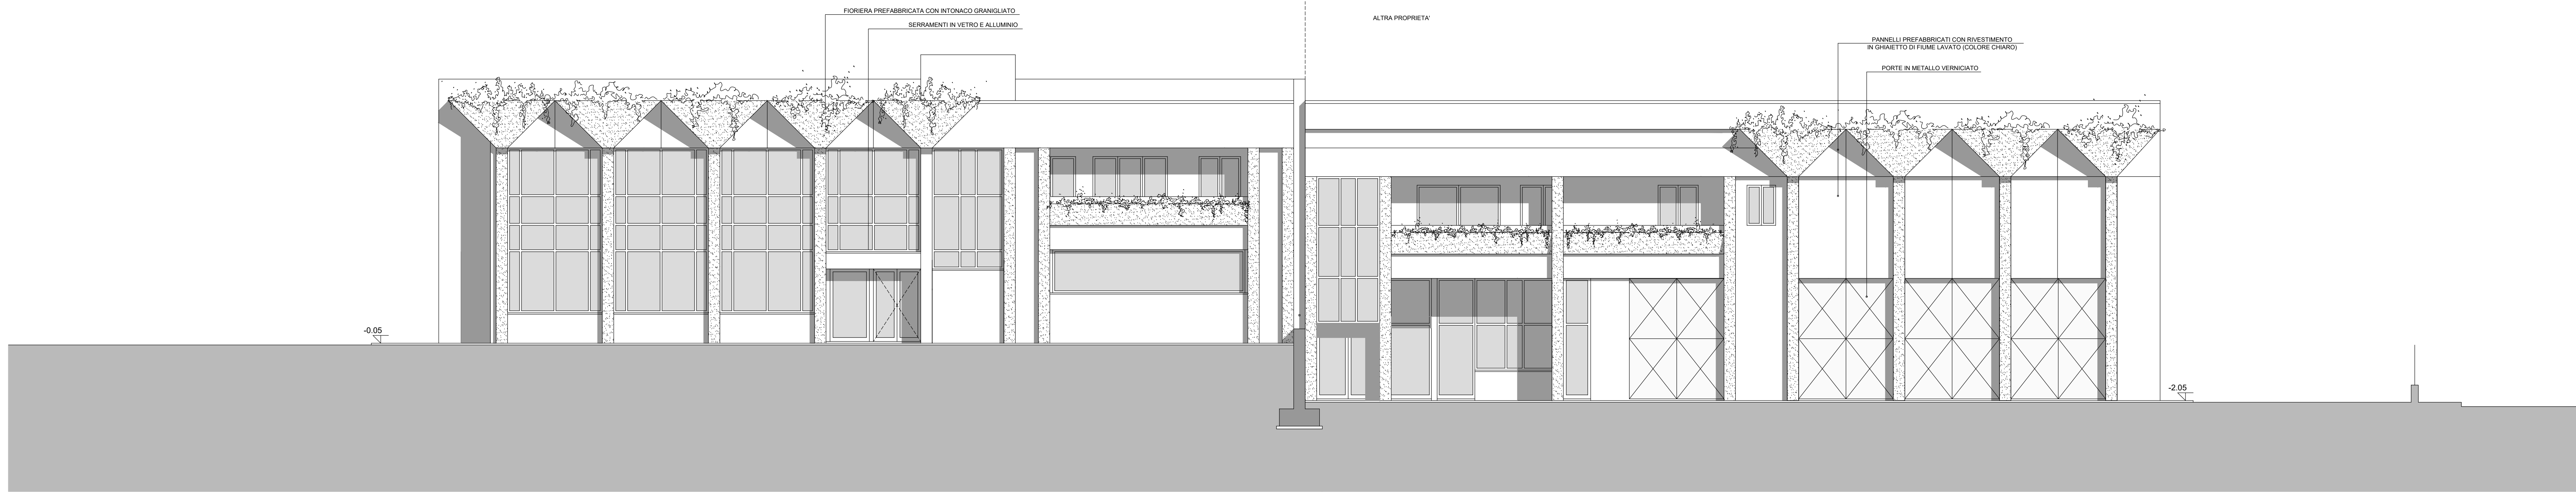 FIORIERA PREFABBRICATA CON INTONACO GRANIGLIATO
SERRAMENTI IN VETRO E ALLUMINIO
ALTRA PROPRIETA'
PANNELLI PREFABBRICATI CON RIVESTIMENTO
IN GHIAIETTO DI FIUME LAVATO (COLORE CHIARO)
PORTE IN METALLO VERNICIATO
-0.05
-2.05